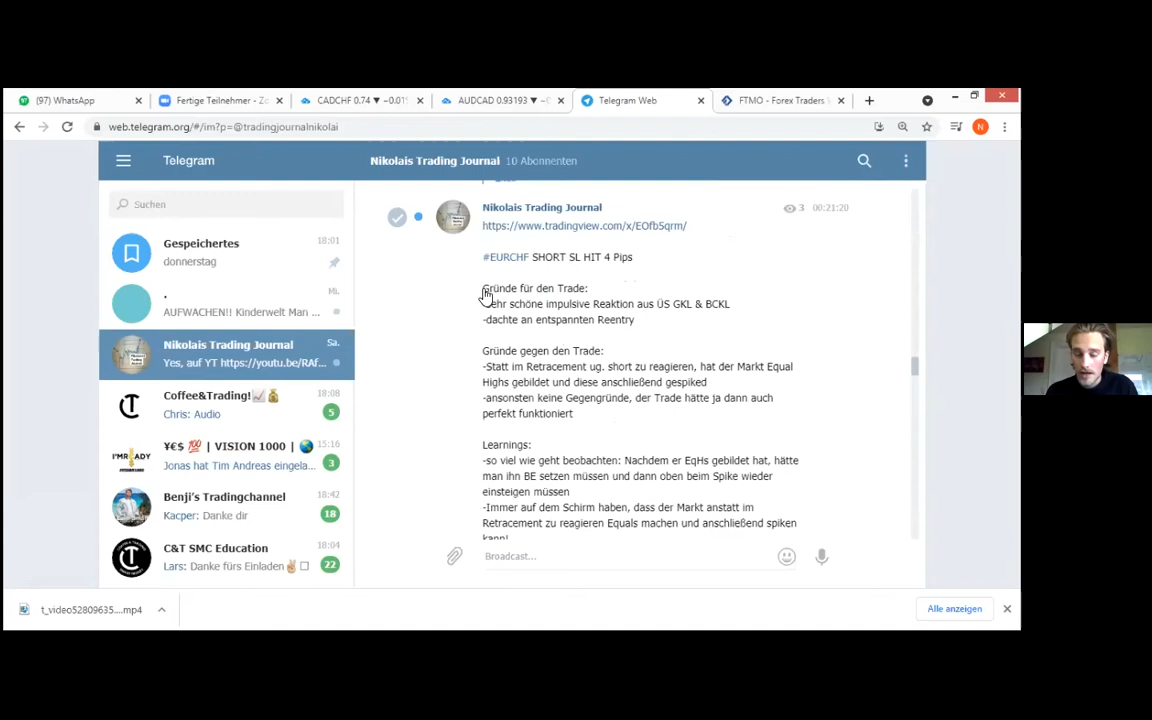 (97) WhatsApp
Fertige Teilnehmer - Zo
CADCHF 0.74 ▼ −0.01
AUDCAD 0.93193 ▼ −0
Telegram Web
FTMO - Forex Traders
web.telegram.org/#/im?p=@tradingjournalnikolai
N
Telegram
Nikolais Trading Journal 10 Abonnenten
Suchen
Gespeichertes 18:01
donnerstag
. Mi.
AUFWACHEN!! Kinderwelt Man ...
Nikolais Trading Journal Sa.
Yes, auf YT https://youtu.be/RAf...
Coffee&Trading!📈💰 18:08
Chris: Audio 5
¥€$ 💯 | VISION 1000 | 🌎 15:16
Jonas hat Tim Andreas eingela... 3
Benji's Tradingchannel 18:42
Kacper: Danke dir 18
C&T SMC Education 18:04
Lars: Danke fürs Einladen✌🏼☐ 22
Nikolais Trading Journal 3 00:21:20
https://www.tradingview.com/x/EOfb5qrm/
#EURCHF SHORT SL HIT 4 Pips
Gründe für den Trade:
-sehr schöne impulsive Reaktion aus ÜS GKL & BCKL
-dachte an entspannten Reentry
Gründe gegen den Trade:
-Statt im Retracement ug. short zu reagieren, hat der Markt Equal
Highs gebildet und diese anschließend gespiked
-ansonsten keine Gegengründe, der Trade hätte ja dann auch
perfekt funktioniert
Learnings:
-so viel wie geht beobachten: Nachdem er EqHs gebildet hat, hätte
man ihn BE setzen müssen und dann oben beim Spike wieder
einsteigen müssen
-Immer auf dem Schirm haben, dass der Markt anstatt im
Retracement zu reagieren Equals machen und anschließend spiken
kann!
Broadcast...
t_video52809635....mp4
Alle anzeigen